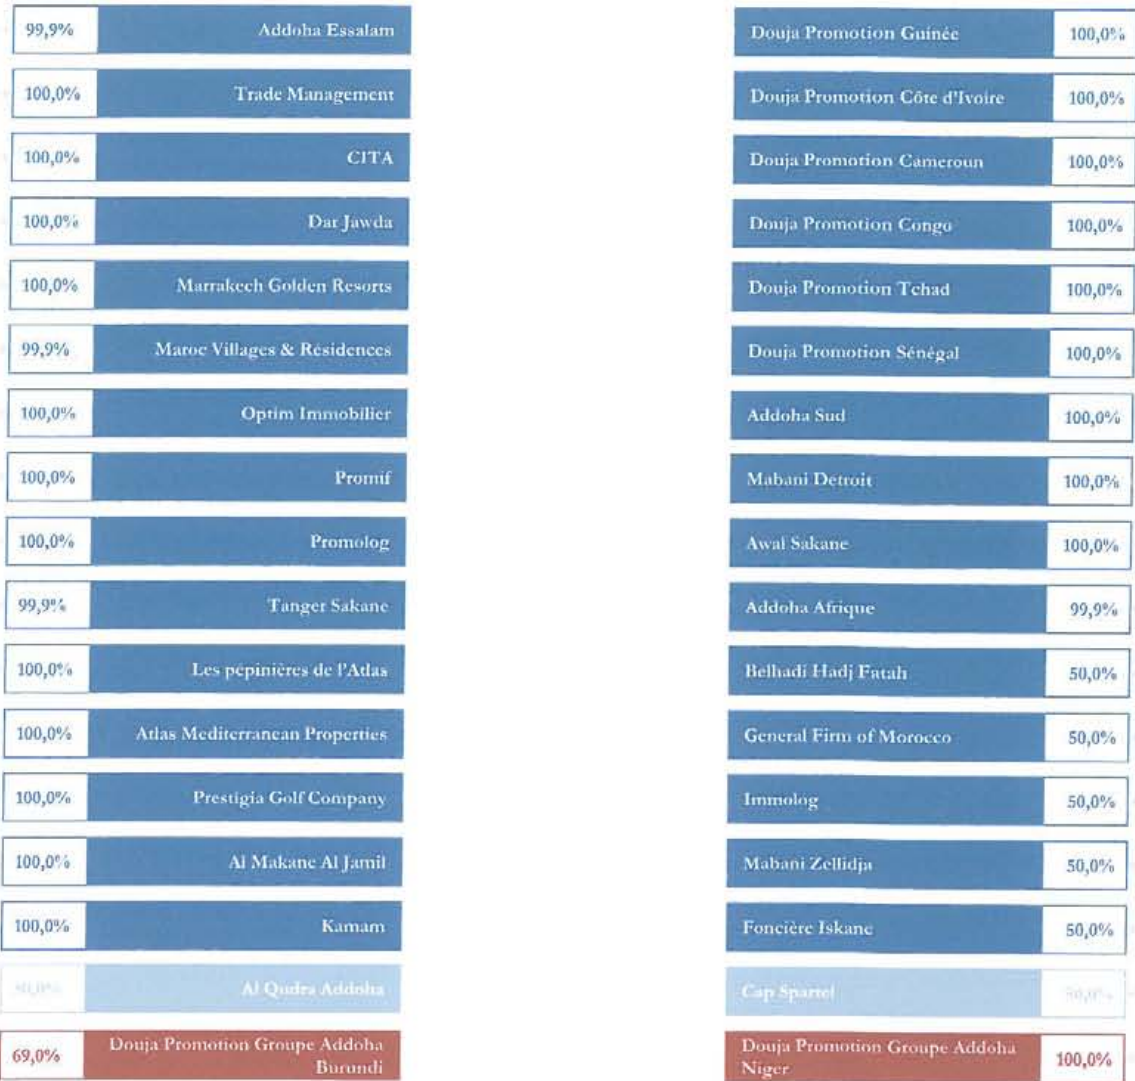 99,9% Addoha Essalam
100,0% Trade Management
100,0% CITA
100,0% Dar Jawda
100,0% Marrakech Golden Resorts
99,9% Maroc Villages & Résidences
100,0% Optim Immobilier
100,0% Promif
100,0% Promolog
99,9% Tanger Sakane
100,0% Les pépinières de l'Atlas
100,0% Atlas Mediterranean Properties
100,0% Prestigia Golf Company
100,0% Al Makane Al Jamil
100,0% Kamam
Al Qudra Addoha
69,0% Douja Promotion Groupe Addoha
Burundi
Douja Promotion Guinée 100,0%
Douja Promotion Côte d'Ivoire 100,0%
Douja Promotion Cameroun 100,0%
Douja Promotion Congo 100,0%
Douja Promotion Tchad 100,0%
Douja Promotion Sénégal 100,0%
Addoha Sud 100,0%
Mabani Detroit 100,0%
Awal Sakane 100,0%
Addoha Afrique 99,9%
Belhadi Hadj Fatah 50,0%
General Firm of Morocco 50,0%
Immolog 50,0%
Mabani Zellidja 50,0%
Foncière Iskane 50,0%
Cap Spartel 50,0%
Douja Promotion Groupe Addoha
Niger 100,0%